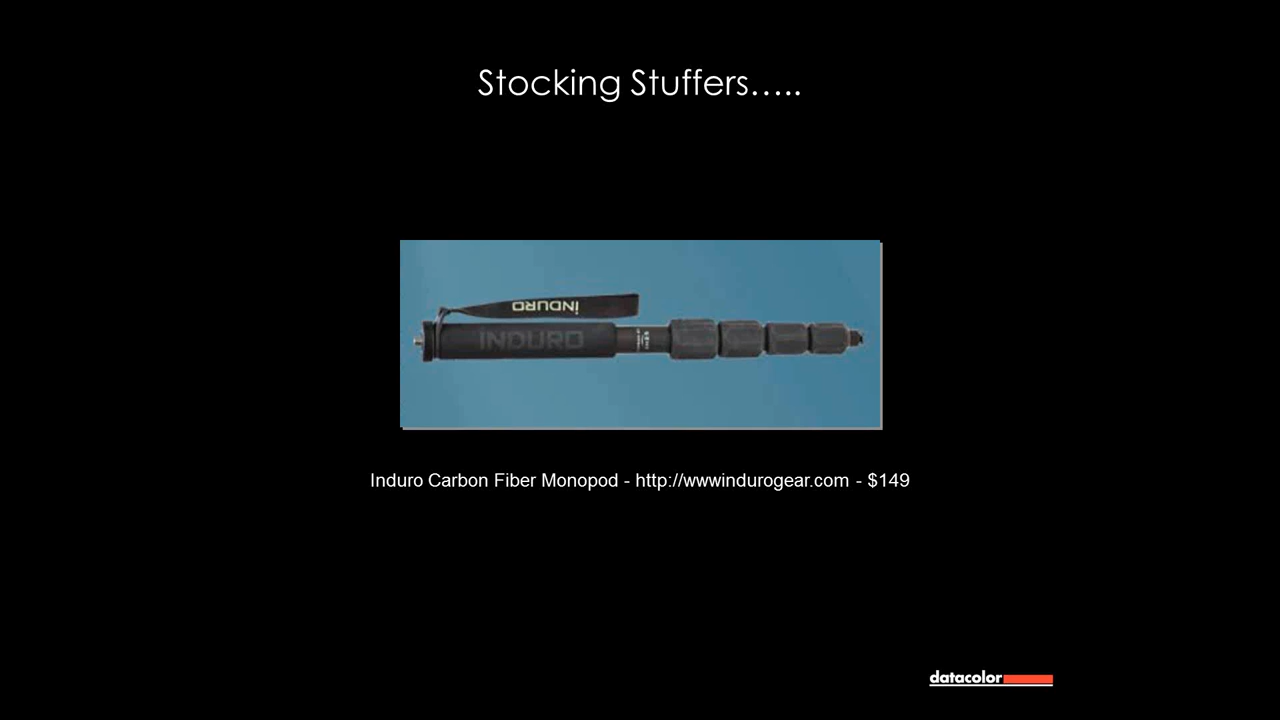 Stocking Stuffers…..
INDURO
INDURO
Induro Carbon Fiber Monopod - http://wwwindurogear.com - $149
datacolor